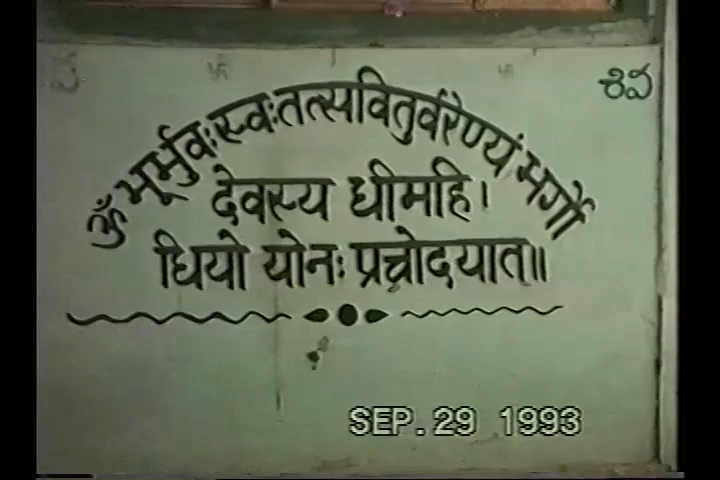 శివ
ॐ भूर्भुवः स्वः तत्सवितुर्वरेण्यं भर्गो
देवस्य धीमहि।
धियो योनः प्रचोदयात॥
SEP. 29 1993